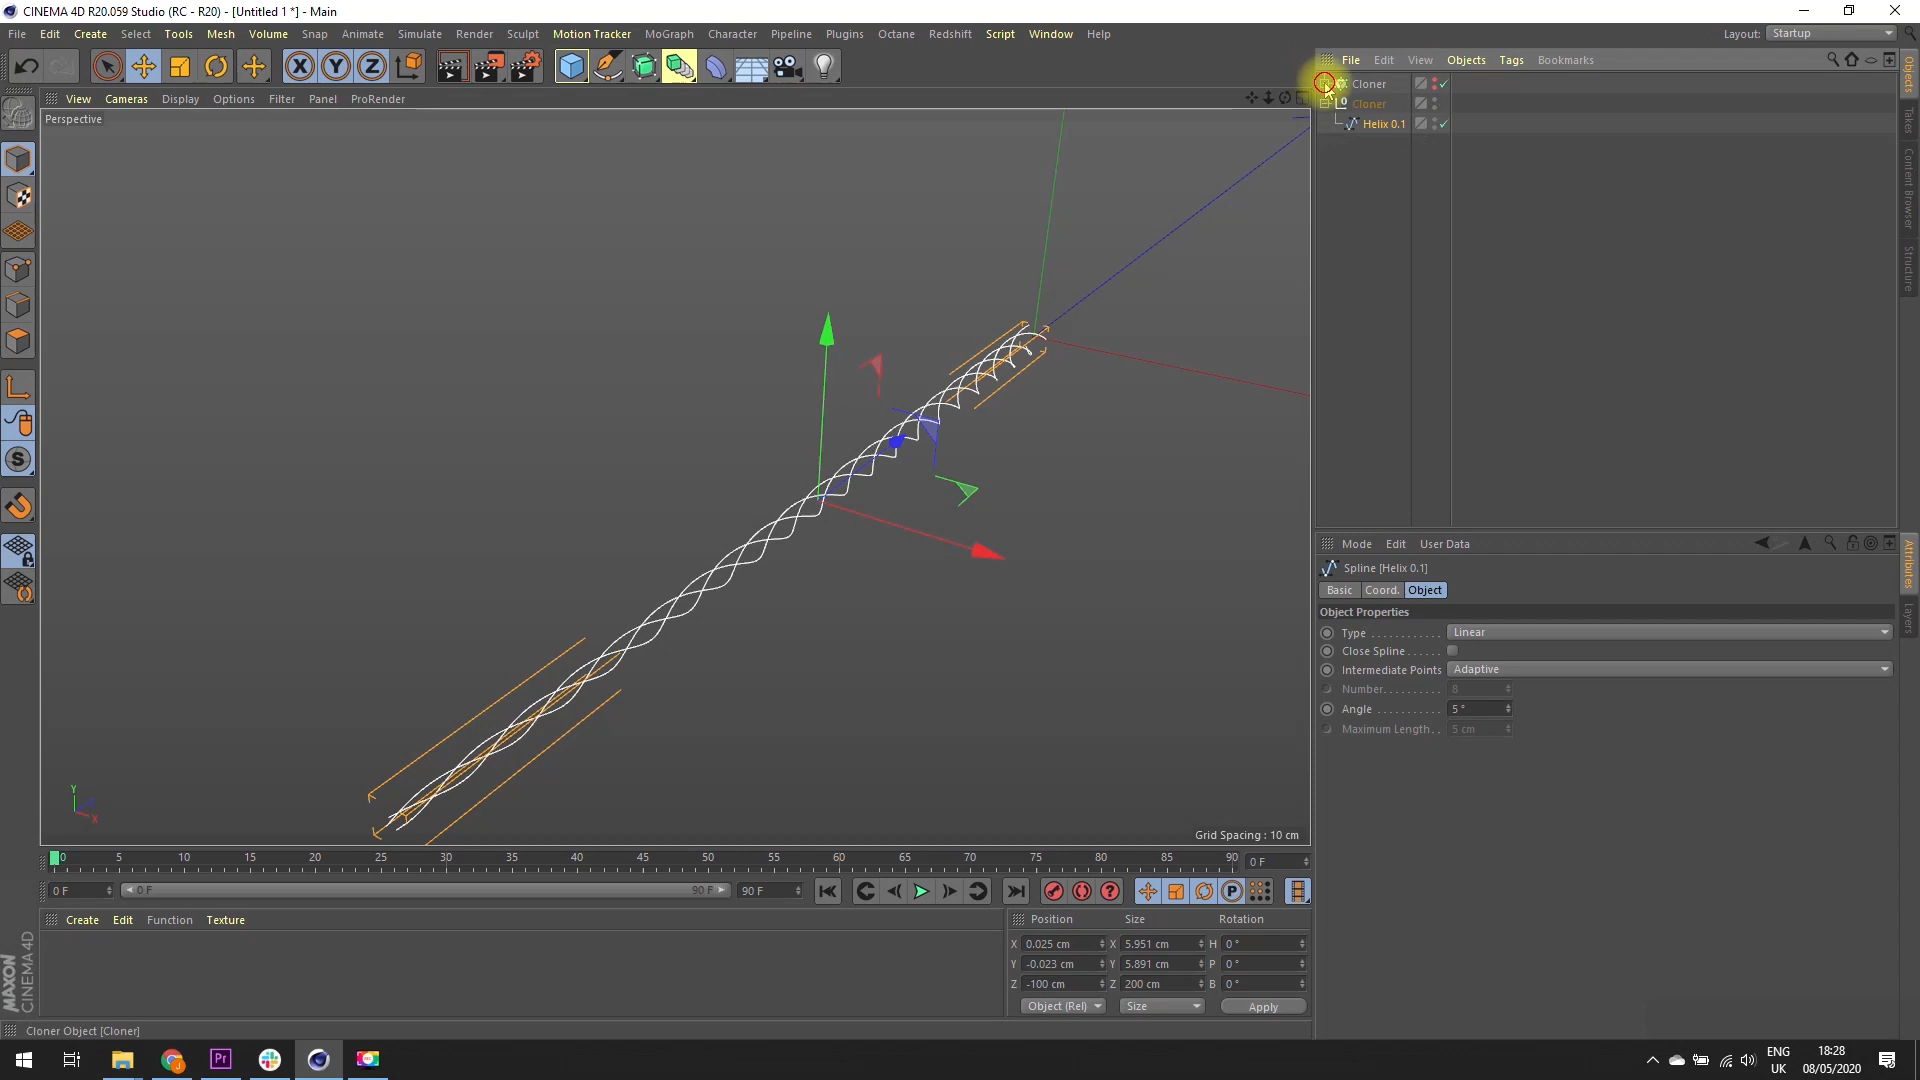 CINEMA 4D R20.059 Studio (RC - R20) - [Untitled 1 *] - Main
File Edit Create Select Tools Mesh Volume Snap Animate Simulate Render Sculpt Motion Tracker MoGraph Character Pipeline Plugins Octane Redshift Script Window Help Layout: Startup
View Cameras Display Options Filter Panel ProRender
Perspective
File Edit View Objects Tags Bookmarks
Cloner
Cloner
Helix 0.1
Objects
Takes
Content Browser
Structure
Mode Edit User Data
Spline [Helix 0.1]
Basic Coord. Object
Object Properties
Type Linear
Close Spline
Intermediate Points Adaptive
Number 8
Angle 5 °
Maximum Length 5 cm
Attributes
Layers
Y
X
Grid Spacing : 10 cm
0 5 10 15 20 25 30 35 40 45 50 55 60 65 70 75 80 85 90 0 F
0 F 0 F 90 F 90 F
Create Edit Function Texture
Position Size Rotation
X 0.025 cm X 5.951 cm H 0 °
Y -0.023 cm Y 5.891 cm P 0 °
Z -100 cm Z 200 cm B 0 °
Object (Rel) Size Apply
MAXON
CINEMA 4D
Cloner Object [Cloner]
ENG
UK
18:28
08/05/2020